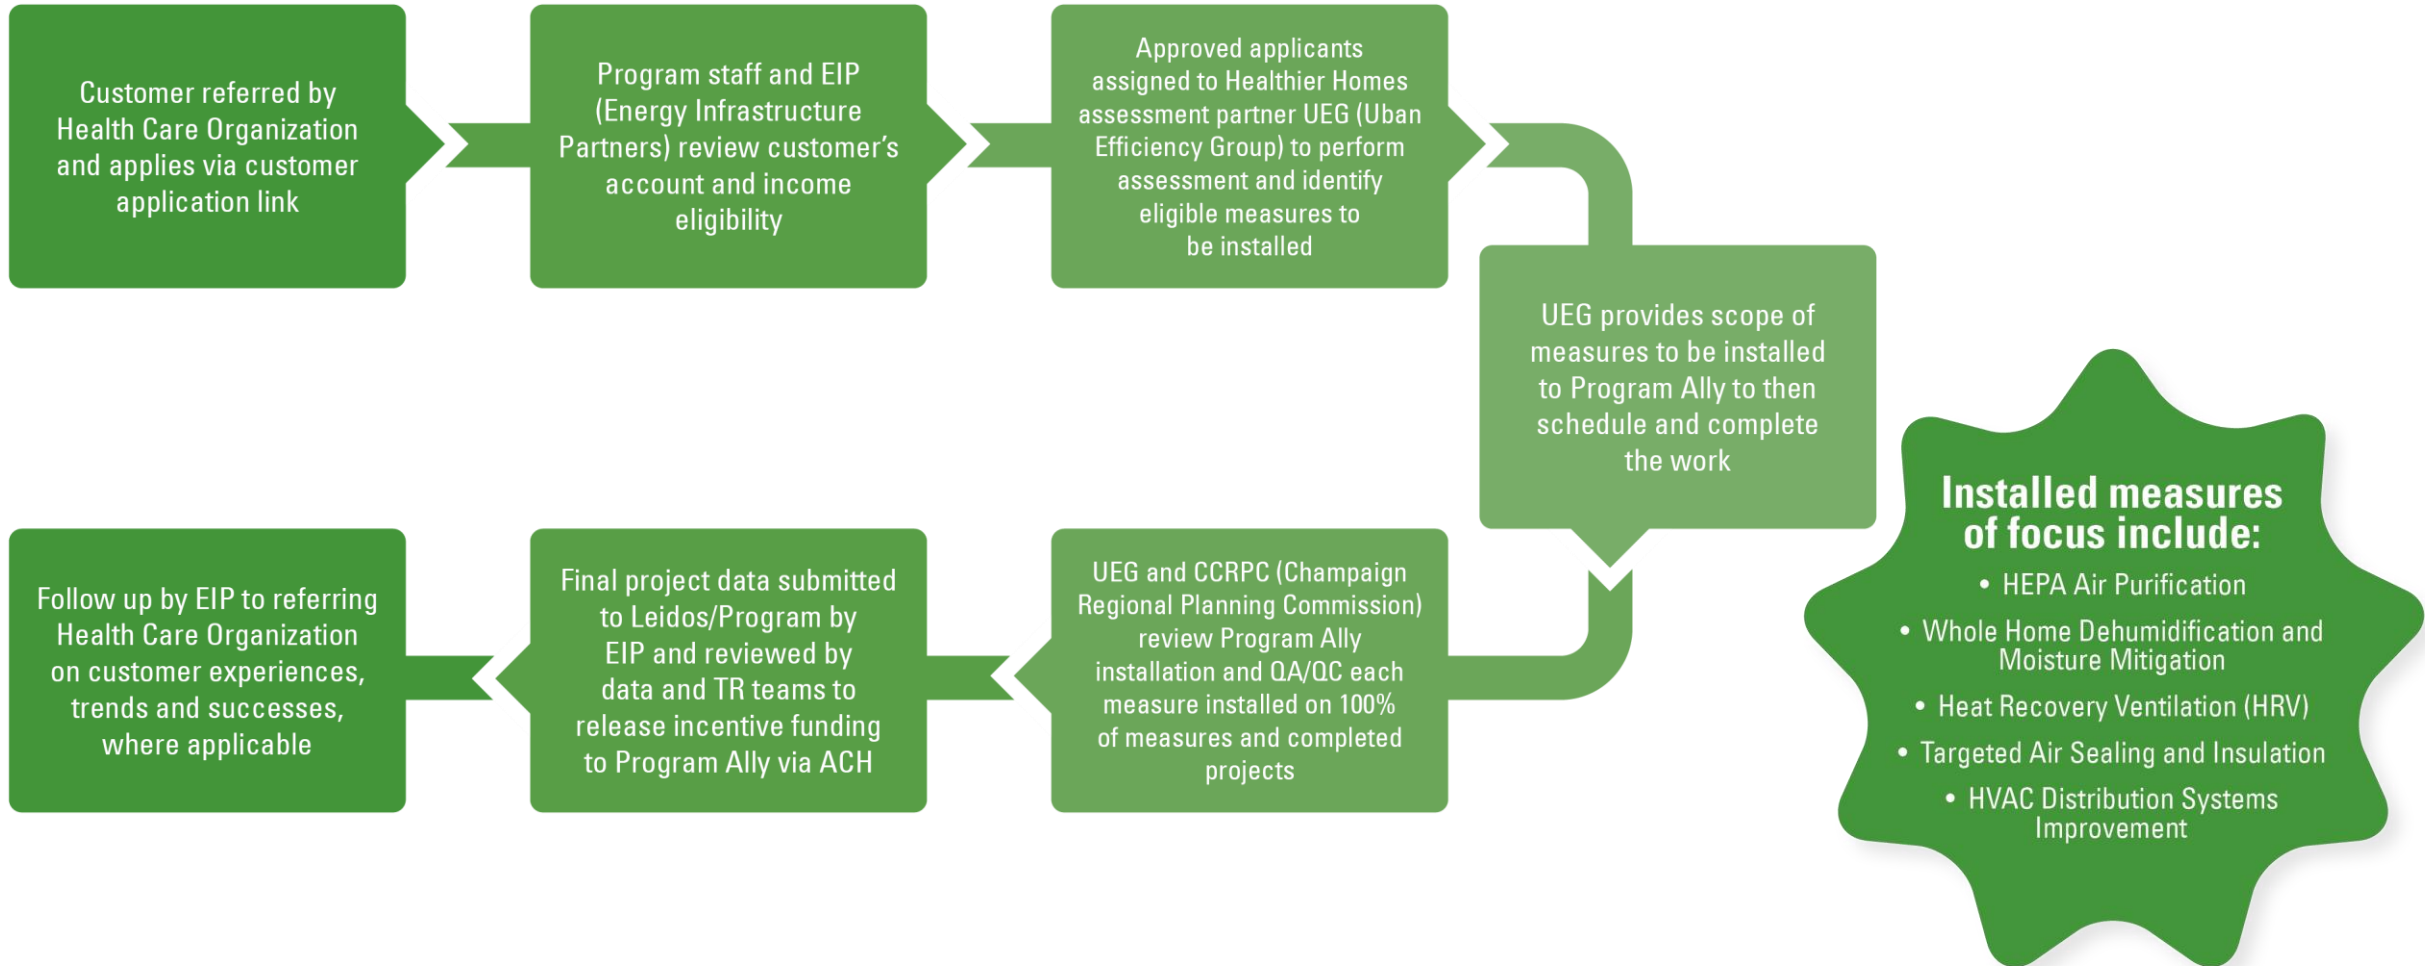 Customer referred by
Health Care Organization
and applies via customer
application link
Program staff and EIP
(Energy Infrastructure
Partners) review customer’s
account and income
eligibility
Approved applicants
assigned to Healthier Homes
assessment partner UEG (Uban
Efficiency Group) to perform
assessment and identify
eligible measures to
be installed
UEG provides scope of
measures to be installed
to Program Ally to then
schedule and complete
the work
UEG and CCRPC (Champaign
Regional Planning Commission)
review Program Ally
installation and QA/QC each
measure installed on 100%
of measures and completed
projects
Final project data submitted
to Leidos/Program by
EIP and reviewed by
data and TR teams to
release incentive funding
to Program Ally via ACH
Follow up by EIP to referring
Health Care Organization
on customer experiences,
trends and successes,
where applicable
Installed measures
of focus include:
• HEPA Air Purification
• Whole Home Dehumidification and
Moisture Mitigation
• Heat Recovery Ventilation (HRV)
• Targeted Air Sealing and Insulation
• HVAC Distribution Systems
Improvement